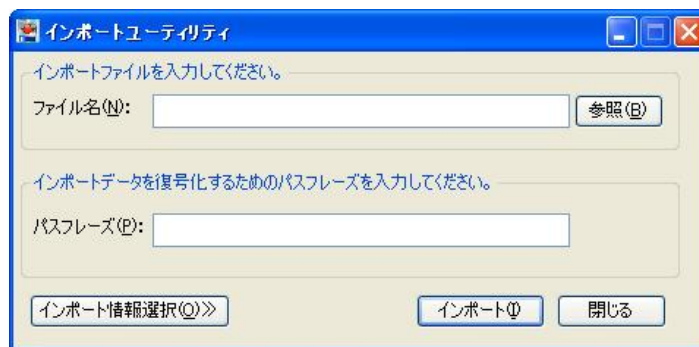 インポートユーティリティ
インポートファイルを入力してください。
ファイル名(N):
参照(B)
インポートデータを復号化するためのパスフレーズを入力してください。
パスフレーズ(P):
インポート情報選択(O)>>
インポート(I)
閉じる